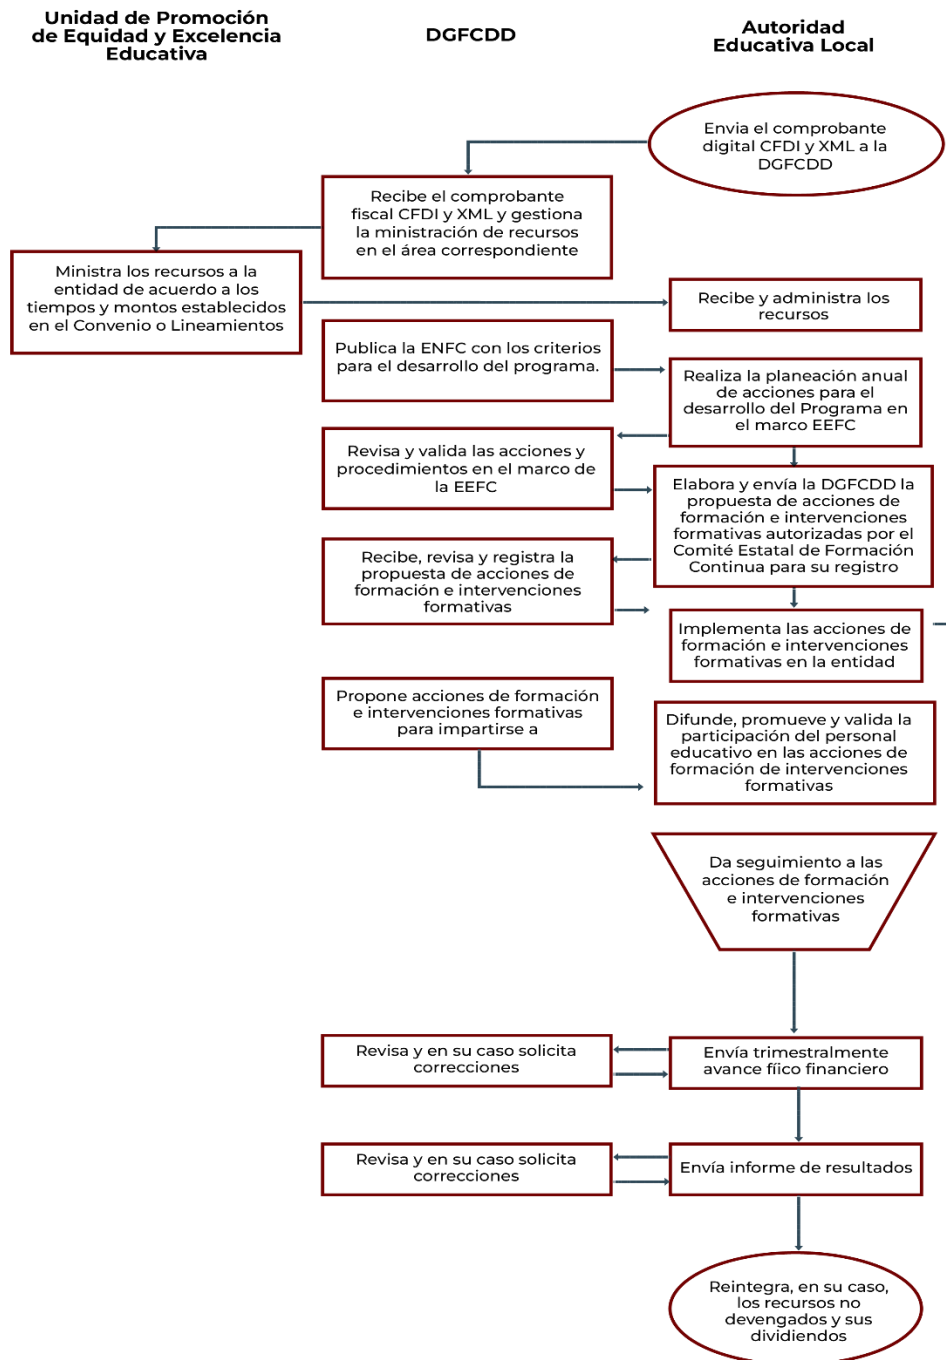 Unidad de Promoción
de Equidad y Excelencia
Educativa
DGFCDD
Autoridad
Educativa Local
Envia el comprobante
digital CFDI y XML a la
DGFCDD
Recibe el comprobante
fiscal CFDI y XML y gestiona
la ministración de recursos
en el área correspondiente
Ministra los recursos a la
entidad de acuerdo a los
tiempos y montos establecidos
en el Convenio o Lineamientos
Recibe y administra los
recursos
Publica la ENFC con los criterios
para el desarrollo del programa.
Realiza la planeación anual
de acciones para el
desarrollo del Programa en
el marco EEFC
Revisa y valida las acciones y
procedimientos en el marco de
la EEFC
Elabora y envía la DGFCDD la
propuesta de acciones de
formación e intervenciones
formativas autorizadas por el
Comité Estatal de Formación
Continua para su registro
Recibe, revisa y registra la
propuesta de acciones de
formación e intervenciones
formativas
Implementa las acciones de
formación e intervenciones
formativas en la entidad
Propone acciones de formación
e intervenciones formativas
para impartirse a
Difunde, promueve y valida la
participación del personal
educativo en las acciones de
formación de intervenciones
formativas
Da seguimiento a las
acciones de formación
e intervenciones
formativas
Revisa y en su caso solicita
correcciones
Envía trimestralmente
avance fíico financiero
Revisa y en su caso solicita
correcciones
Envía informe de resultados
Reintegra, en su caso,
los recursos no
devengados y sus
dividendos